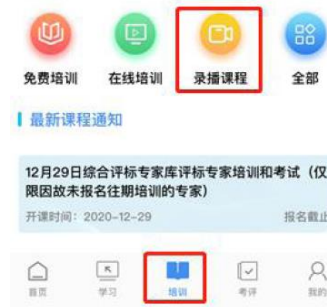 免费培训 在线培训 录播课程 全部
最新课程通知
12月29日综合评标专家库评标专家培训和考试（仅
限因故未报名往期培训的专家）
开课时间：2020-12-29 报名截止
首页 学习 培训 考评 我的